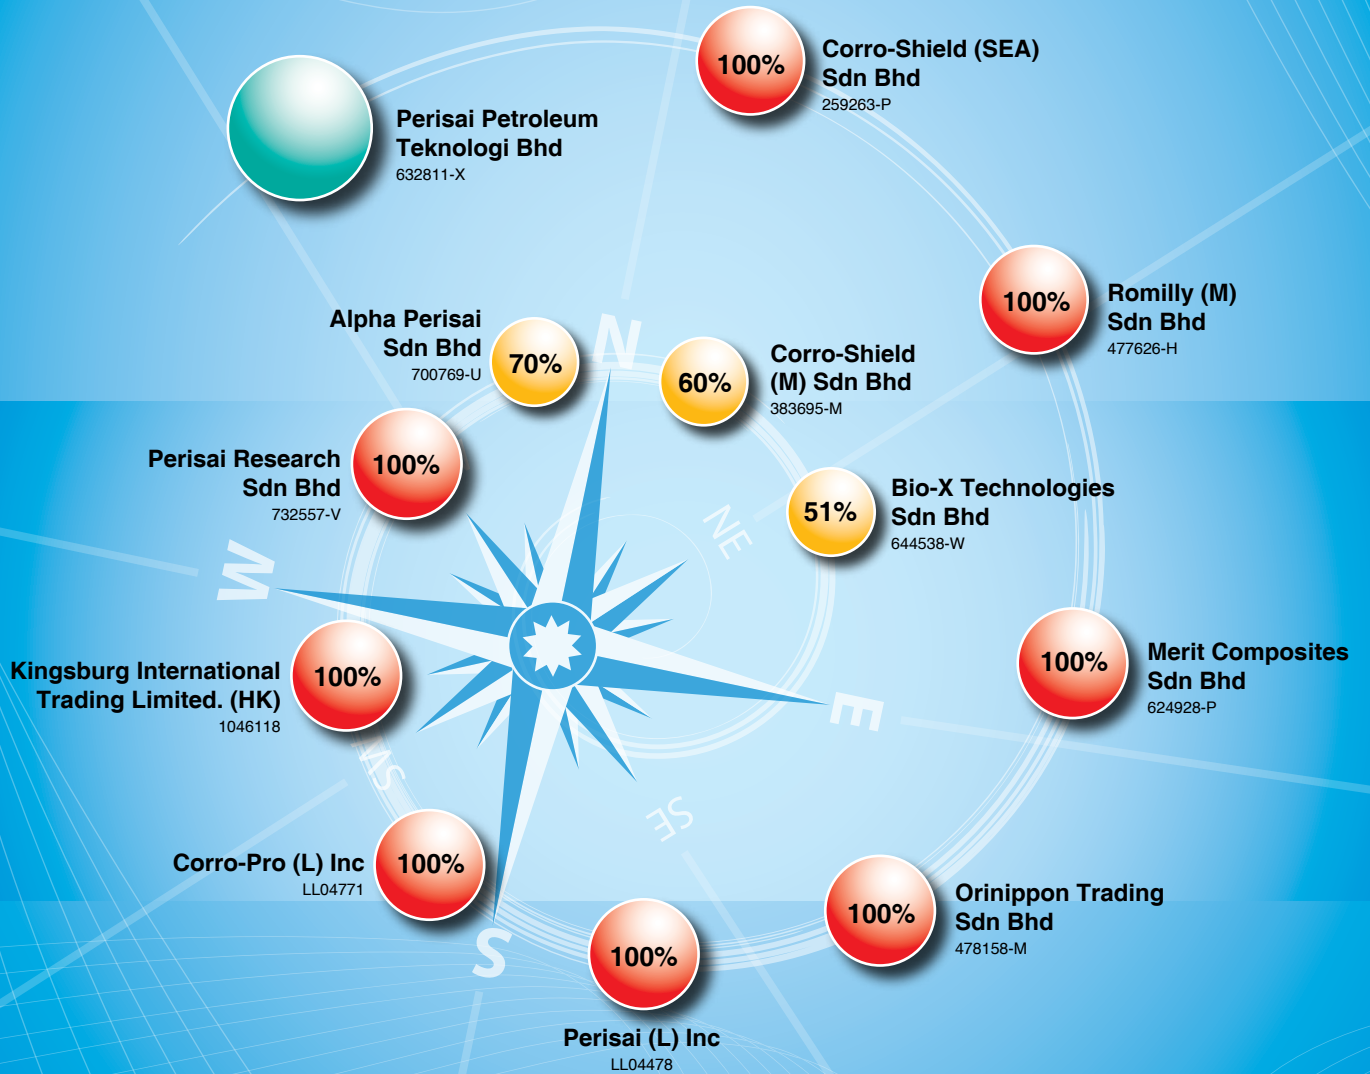 100%
Corro-Shield (SEA)
Sdn Bhd
259263-P
Perisai Petroleum
Teknologi Bhd
632811-X
100%
Romilly (M)
Sdn Bhd
477626-H
Alpha Perisai
Sdn Bhd
700769-U
70%
N
60%
Corro-Shield
(M) Sdn Bhd
383695-M
Perisai Research
Sdn Bhd
732557-V
100%
51%
Bio-X Technologies
Sdn Bhd
644538-W
NE
W
Kingsburg International
Trading Limited. (HK)
1046118
100%
100%
Merit Composites
Sdn Bhd
624928-P
E
SW
SE
Corro-Pro (L) Inc
LL04771
100%
100%
Orinippon Trading
Sdn Bhd
478158-M
S
100%
Perisai (L) Inc
LL04478